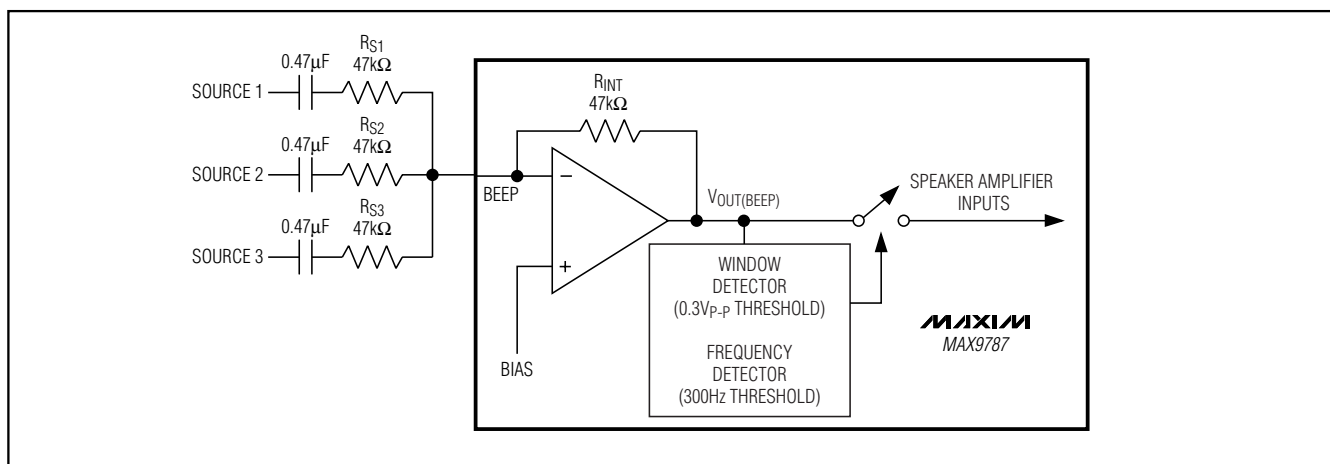 SOURCE 1
0.47μF
RS1
47kΩ
SOURCE 2
0.47μF
RS2
47kΩ
SOURCE 3
0.47μF
RS3
47kΩ
BEEP
RINT
47kΩ
−
+
BIAS
VOUT(BEEP)
SPEAKER AMPLIFIER
INPUTS
WINDOW
DETECTOR
(0.3VP-P THRESHOLD)
FREQUENCY
DETECTOR
(300Hz THRESHOLD)
MAXIM
MAX9787